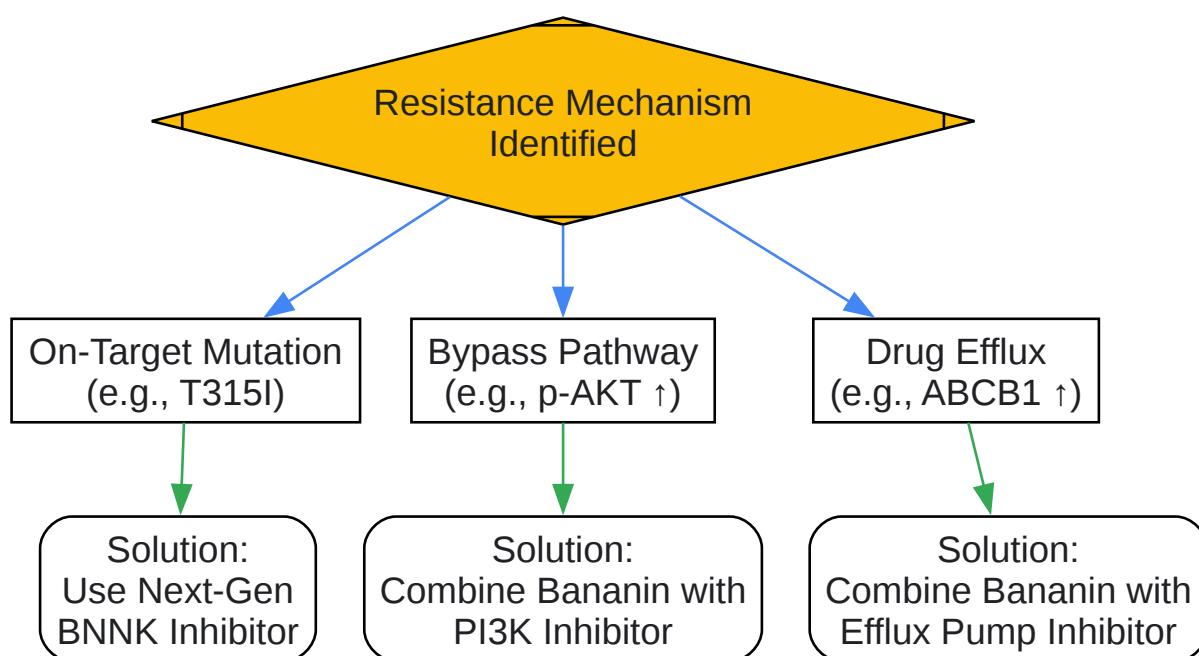 Resistance Mechanism
Identified
On-Target Mutation
(e.g., T315I)
Bypass Pathway
(e.g., p-AKT ↑)
Drug Efflux
(e.g., ABCB1 ↑)
Solution:
Use Next-Gen
BNNK Inhibitor
Solution:
Combine Bananin with
PI3K Inhibitor
Solution:
Combine Bananin with
Efflux Pump Inhibitor